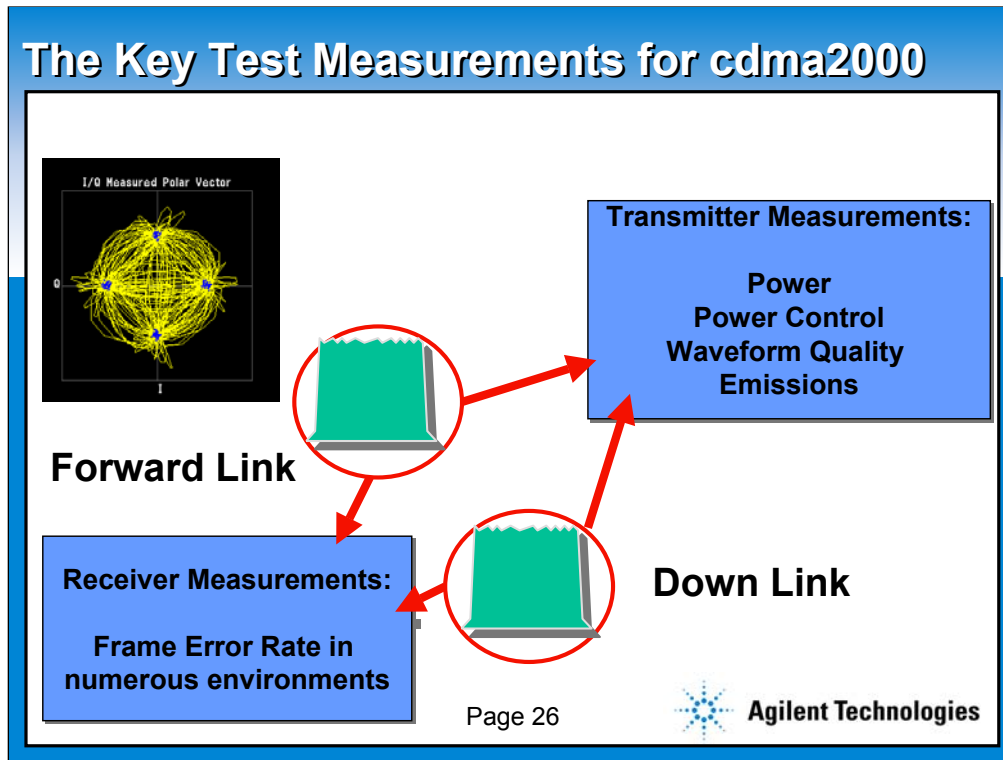 The Key Test Measurements for cdma2000
I/Q Measured Polar Vector
Q
I
Transmitter Measurements:
Power
Power Control
Waveform Quality
Emissions
Forward Link
Receiver Measurements:
Frame Error Rate in
numerous environments
Down Link
Page 26
Agilent Technologies